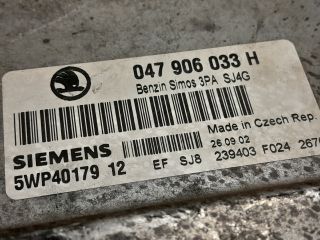 047 906 033 H
Benzin Simos 3PA SJ4G
SIEMENS
Made in Czech Rep.
26.09.02
5WP40179 12 EF SJ8
239403 F024